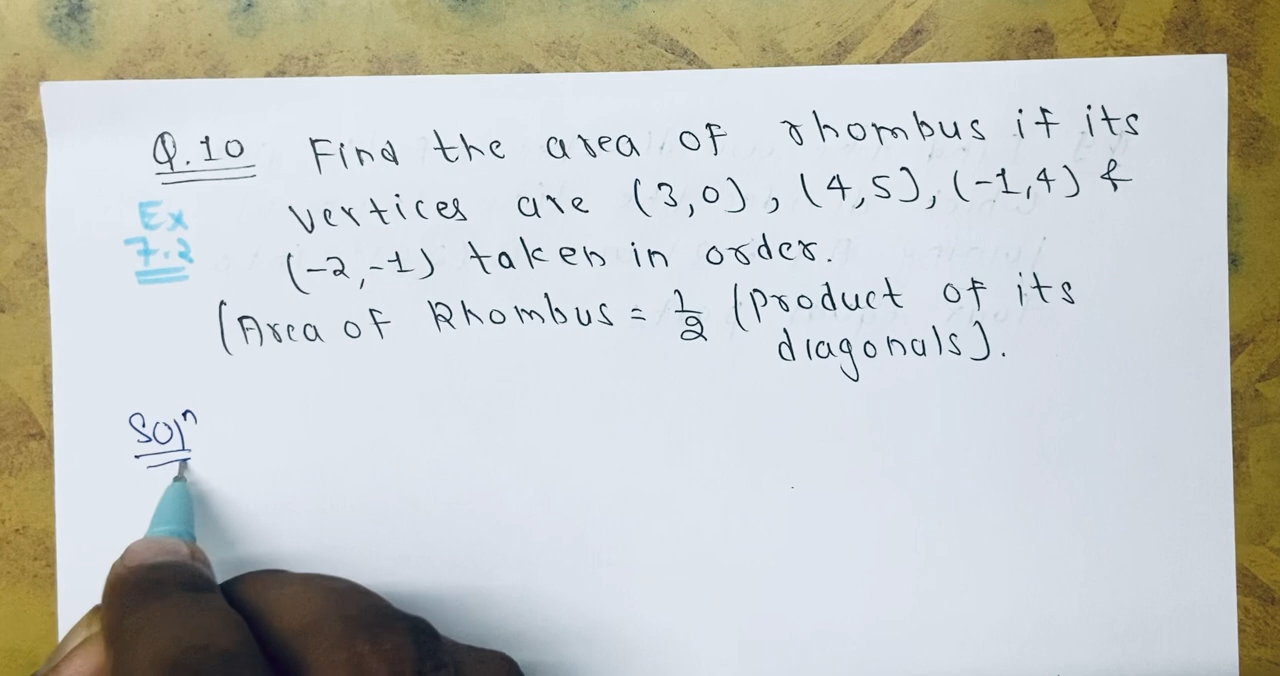 Q.10 Find the area of rhombus if its
Ex 7.2
vertices are (3,0), (4,5), (-1,4) &
(-2,-1) taken in order.
(Area of Rhombus = 1/2 (Product of its
diagonals).
Solⁿ